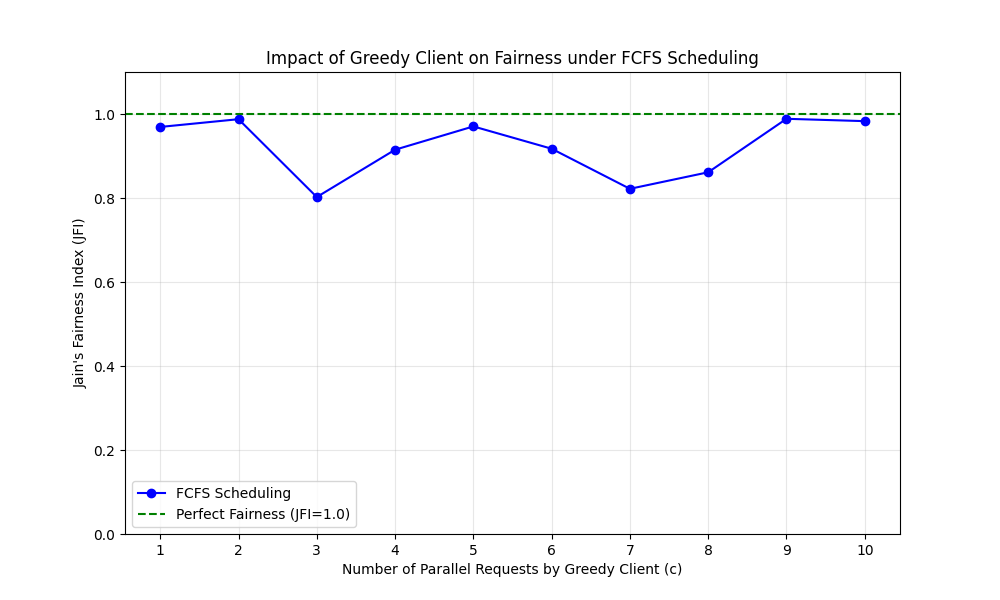 Impact of Greedy Client on Fairness under FCFS Scheduling
Jain's Fairness Index (JFI)
1.0
0.8
0.6
0.4
0.2
0.0
FCFS Scheduling
Perfect Fairness (JFI=1.0)
1 2 3 4 5 6 7 8 9 10
Number of Parallel Requests by Greedy Client (c)